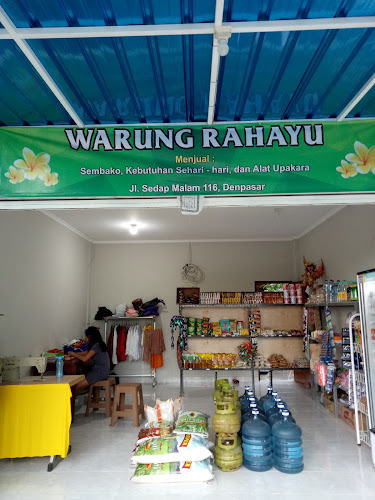 WARUNG RAHAYU
Menjual :
Sembako, Kebutuhan Sehari - hari, dan Alat Upakara
Jl. Sedap Malam 116, Denpasar